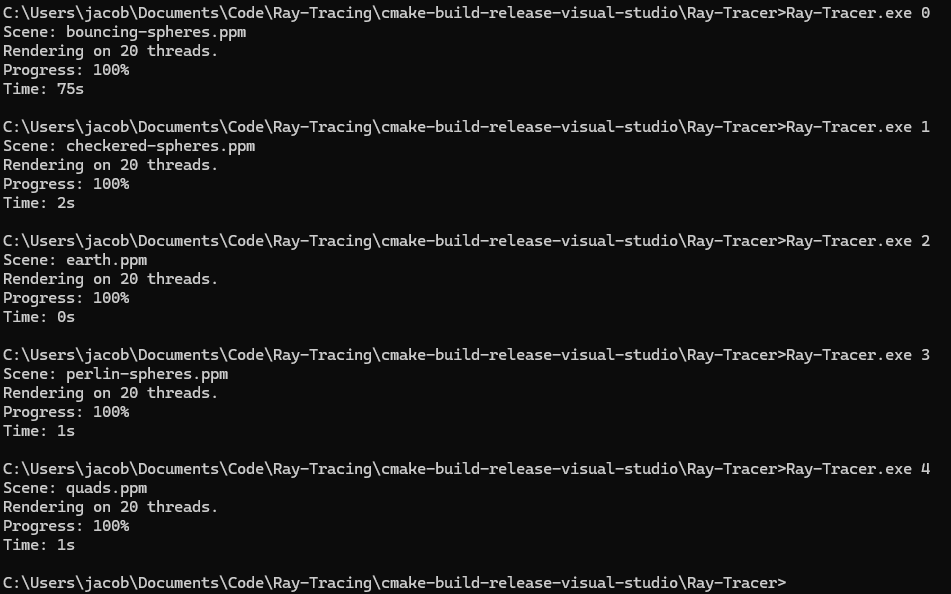 C:\Users\jacob\Documents\Code\Ray-Tracing\cmake-build-release-visual-studio\Ray-Tracer>Ray-Tracer.exe 0
Scene: bouncing-spheres.ppm
Rendering on 20 threads.
Progress: 100%
Time: 75s
C:\Users\jacob\Documents\Code\Ray-Tracing\cmake-build-release-visual-studio\Ray-Tracer>Ray-Tracer.exe 1
Scene: checkered-spheres.ppm
Rendering on 20 threads.
Progress: 100%
Time: 2s
C:\Users\jacob\Documents\Code\Ray-Tracing\cmake-build-release-visual-studio\Ray-Tracer>Ray-Tracer.exe 2
Scene: earth.ppm
Rendering on 20 threads.
Progress: 100%
Time: 0s
C:\Users\jacob\Documents\Code\Ray-Tracing\cmake-build-release-visual-studio\Ray-Tracer>Ray-Tracer.exe 3
Scene: perlin-spheres.ppm
Rendering on 20 threads.
Progress: 100%
Time: 1s
C:\Users\jacob\Documents\Code\Ray-Tracing\cmake-build-release-visual-studio\Ray-Tracer>Ray-Tracer.exe 4
Scene: quads.ppm
Rendering on 20 threads.
Progress: 100%
Time: 1s
C:\Users\jacob\Documents\Code\Ray-Tracing\cmake-build-release-visual-studio\Ray-Tracer>